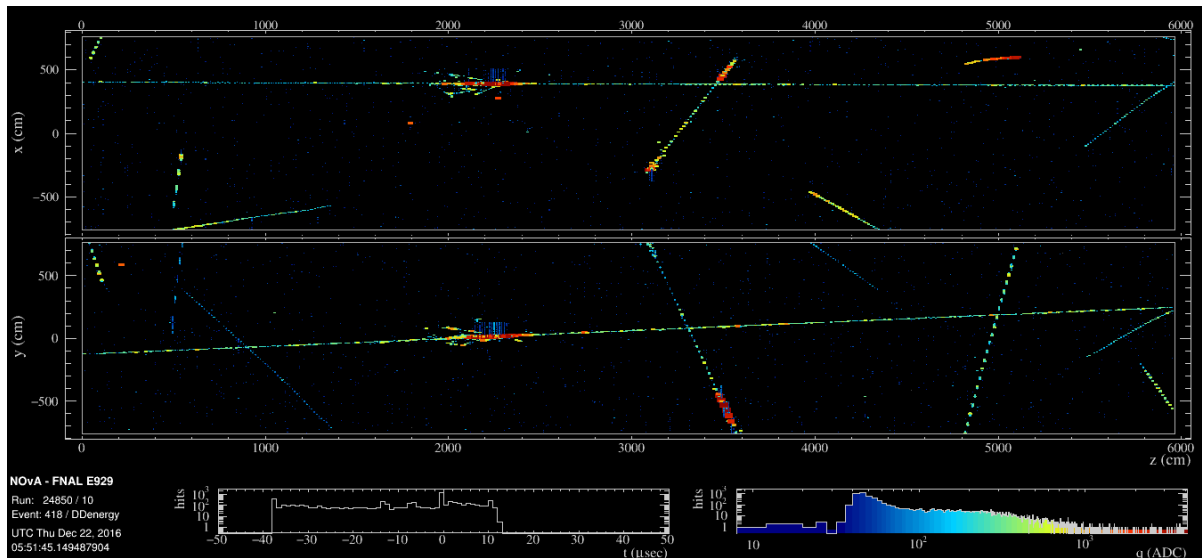 0 1000 2000 3000 4000 5000 6000
x (cm)
500
0
−500
y (cm)
500
0
−500
0 1000 2000 3000 4000 5000 6000
z (cm)
NOvA - FNAL E929
Run: 24850 / 10
Event: 418 / DDenergy
UTC Thu Dec 22, 2016
05:51:45.149487904
hits
10³
10²
10
1
−50 −40 −30 −20 −10 0 10 20 30 40 50
t (μsec)
hits
10³
10²
10
1
10 10² 10³
q (ADC)